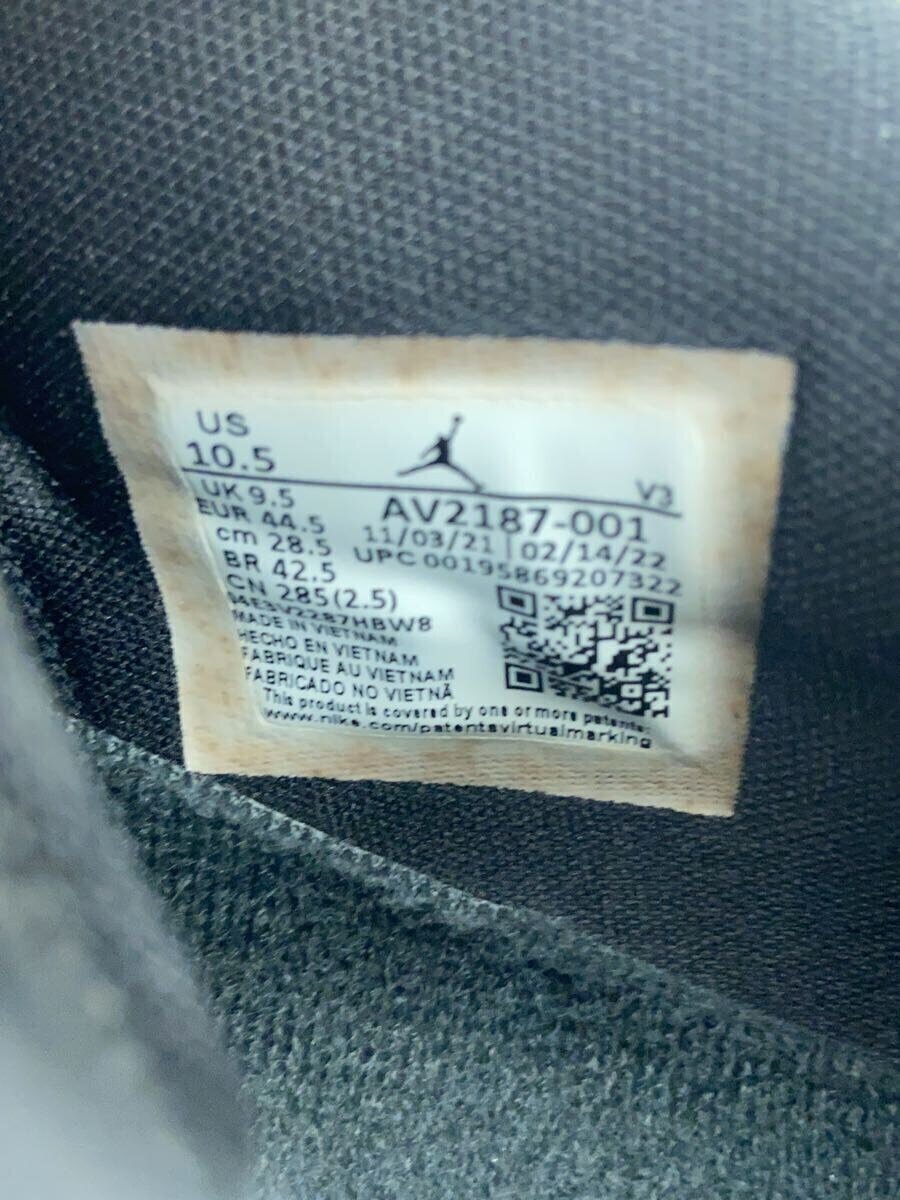 US
10.5
V3
UK 9.5
AV2187-001
EUR 44.5
11/03/21 | 02/14/22
cm 28.5
UPC 00195869207322
BR 42.5
CN 285(2.5)
MADE IN VIETNAM
HECHO EN VIETNAM
FABRIQUE AU VIETNAM
FABRICADO NO VIETNÃ
This product is covered by one or more patents:
www.nike.com/patentsvirtualmarking